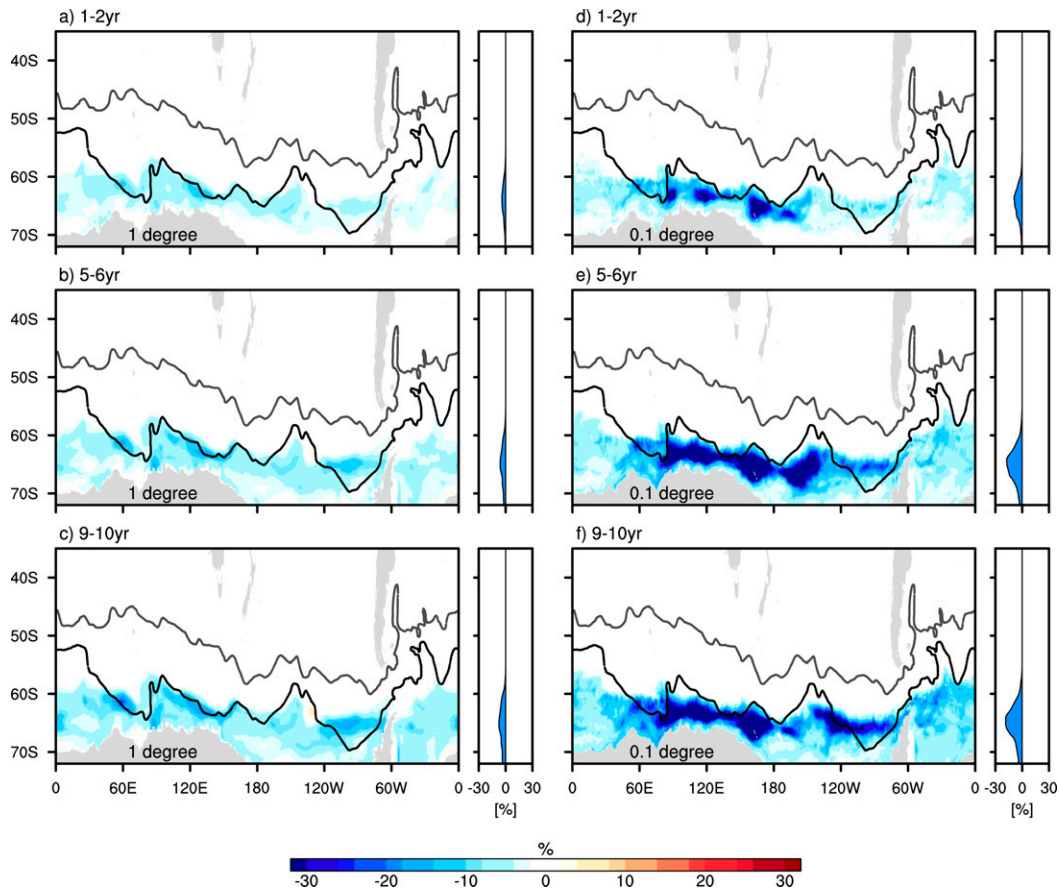 a) 1-2yr
d) 1-2yr
40S
50S
60S
70S
1 degree
0.1 degree
b) 5-6yr
e) 5-6yr
40S
50S
60S
70S
1 degree
0.1 degree
c) 9-10yr
f) 9-10yr
40S
50S
60S
70S
1 degree
0.1 degree
0 60E 120E 180 120W 60W 0 -30 0 30
0 60E 120E 180 120W 60W 0 -30 0 30
[%]
[%]
%
-30 -20 -10 0 10 20 30